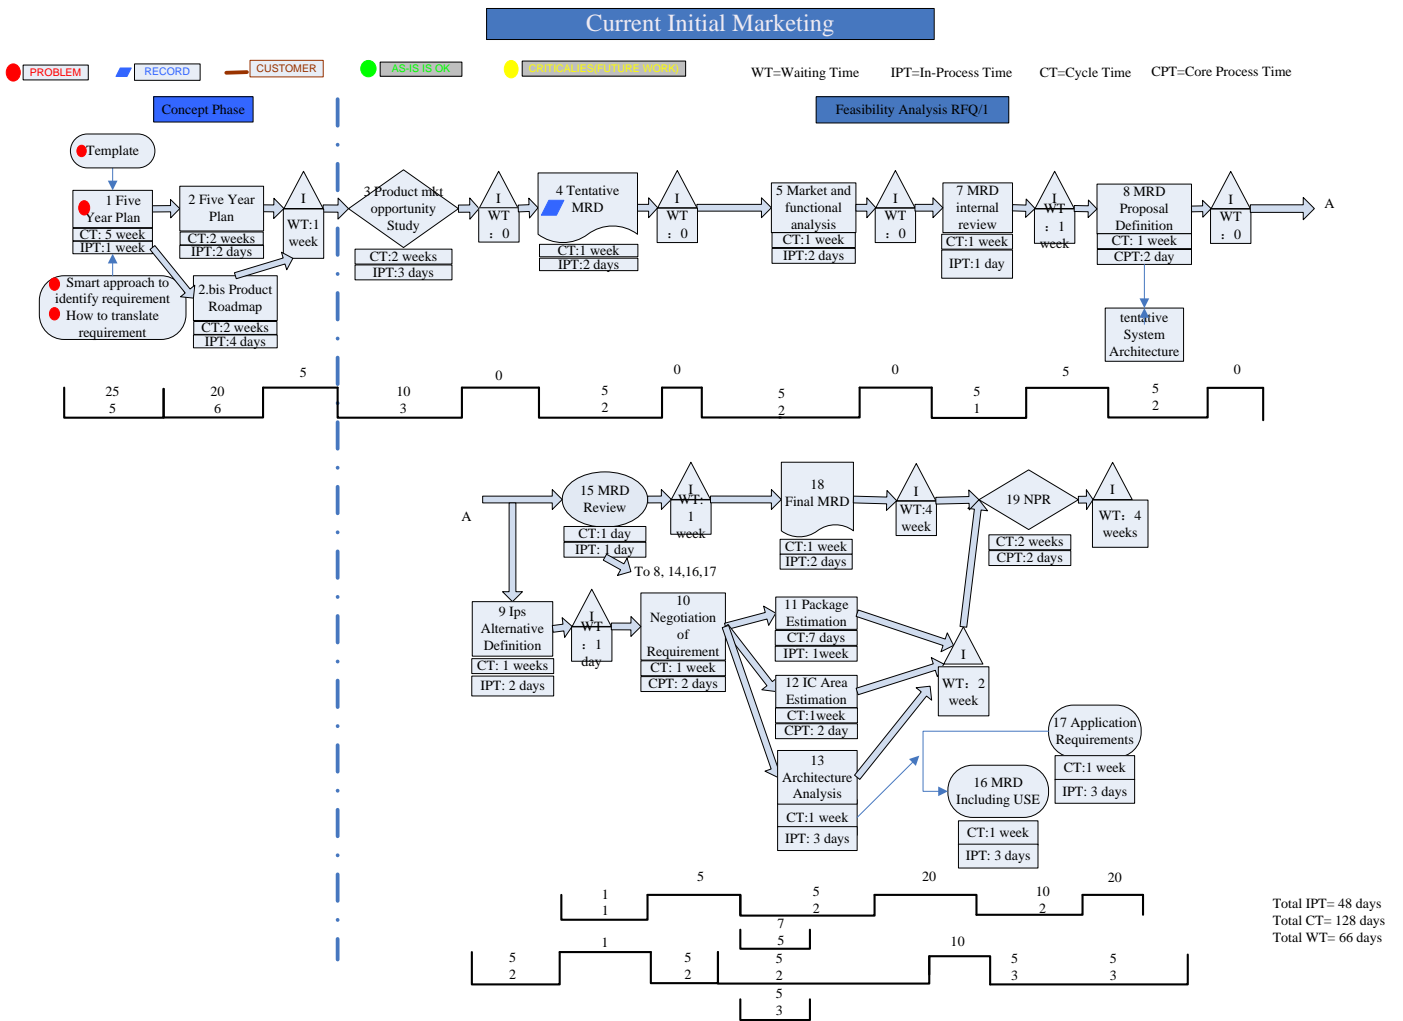 Current Initial Marketing
PROBLEM
RECORD
CUSTOMER
AS-IS IS OK
CRITICALIES(FUTURE WORK)
WT=Waiting Time
IPT=In-Process Time
CT=Cycle Time
CPT=Core Process Time
Concept Phase
Feasibility Analysis RFQ/1
Template
1 Five
Year Plan
CT: 5 week
IPT:1 week
2 Five Year
Plan
CT:2 weeks
IPT:2 days
I
WT:1
week
3 Product mkt
opportunity
Study
CT:2 weeks
IPT:3 days
I
WT
: 0
4 Tentative
MRD
CT:1 week
IPT:2 days
I
WT
: 0
5 Market and
functional
analysis
CT:1 week
IPT:2 days
I
WT
: 0
7 MRD
internal
review
CT:1 week
IPT:1 day
I
WT
: 1
week
8 MRD
Proposal
Definition
CT: 1 week
CPT:2 day
I
WT
: 0
A
Smart approach to
identify requirement
How to translate
requirement
2.bis Product
Roadmap
CT:2 weeks
IPT:4 days
tentative
System
Architecture
25
5
20
6
5
10
3
0
5
2
0
5
2
0
5
1
5
5
2
0
A
15 MRD
Review
CT:1 day
IPT: 1 day
To 8, 14,16,17
I
WT:
1
week
18
Final MRD
CT:1 week
IPT:2 days
I
WT:4
week
19 NPR
CT:2 weeks
CPT:2 days
I
WT: 4
weeks
9 Ips
Alternative
Definition
CT: 1 weeks
IPT: 2 days
I
WT
: 1
day
10
Negotiation
of
Requirement
CT: 1 week
CPT: 2 days
11 Package
Estimation
CT:7 days
IPT: 1week
12 IC Area
Estimation
CT:1week
CPT: 2 day
13
Architecture
Analysis
CT:1 week
IPT: 3 days
I
WT: 2
week
17 Application
Requirements
CT:1 week
IPT: 3 days
16 MRD
Including USE
CT:1 week
IPT: 3 days
1
1
5
5
2
20
10
2
20
7
5
5
2
1
5
2
5
2
10
5
3
5
3
5
3
Total IPT= 48 days
Total CT= 128 days
Total WT= 66 days